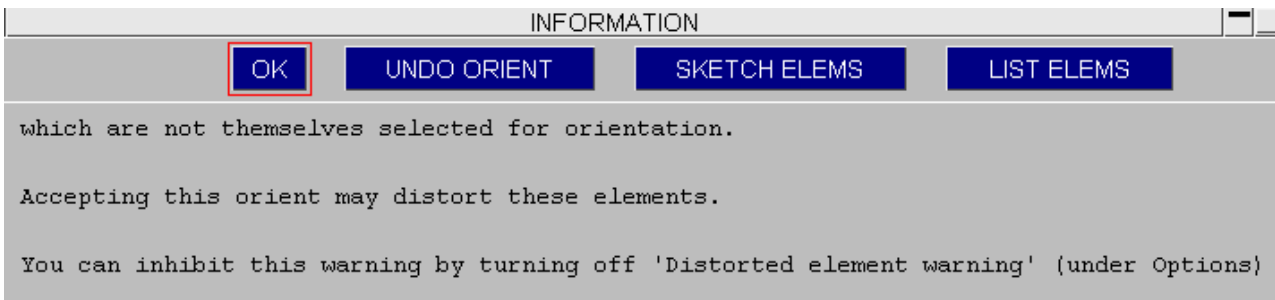 INFORMATION
OK UNDO ORIENT SKETCH ELEMS LIST ELEMS
which are not themselves selected for orientation.
Accepting this orient may distort these elements.
You can inhibit this warning by turning off 'Distorted element warning' (under Options)